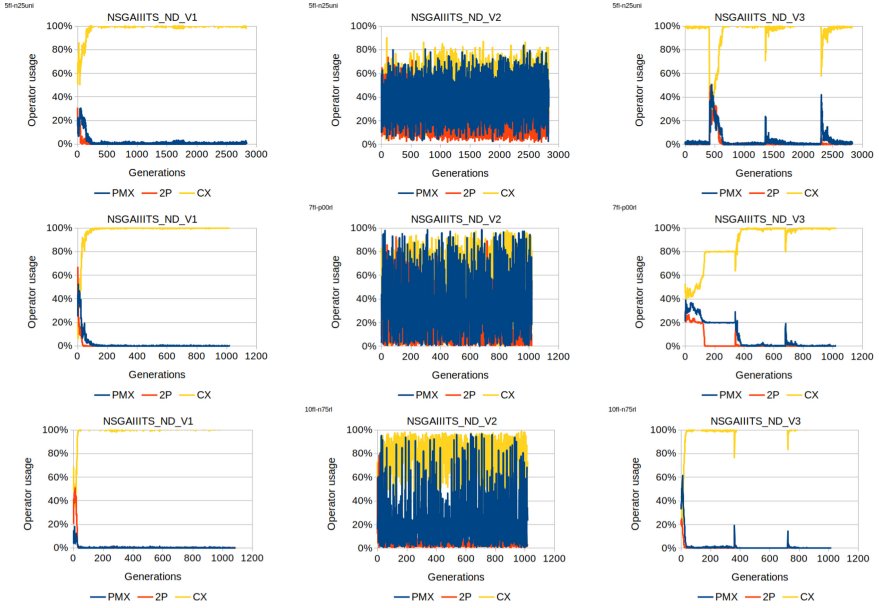 5fl-n25uni
NSGAIIITS_ND_V1
Operator usage
100%
80%
60%
40%
20%
0%
0 500 1000 1500 2000 2500 3000
Generations
PMX 2P CX
5fl-n25uni
NSGAIIITS_ND_V2
Operator usage
100%
80%
60%
40%
20%
0%
0 500 1000 1500 2000 2500 3000
Generations
PMX 2P CX
5fl-n25uni
NSGAIIITS_ND_V3
Operator usage
100%
80%
60%
40%
20%
0%
0 500 1000 1500 2000 2500 3000
Generations
PMX 2P CX
NSGAIIITS_ND_V1
Operator usage
100%
80%
60%
40%
20%
0%
0 200 400 600 800 1000 1200
Generations
PMX 2P CX
7fl-p00rl
NSGAIIITS_ND_V2
Operator usage
100%
80%
60%
40%
20%
0%
0 200 400 600 800 1000 1200
Generations
PMX 2P CX
7fl-p00rl
NSGAIIITS_ND_V3
Operator usage
100%
80%
60%
40%
20%
0%
0 200 400 600 800 1000 1200
Generations
PMX 2P CX
NSGAIIITS_ND_V1
Operator usage
100%
80%
60%
40%
20%
0%
0 200 400 600 800 1000 1200
Generations
PMX 2P CX
10fl-n75rl
NSGAIIITS_ND_V2
Operator usage
100%
80%
60%
40%
20%
0%
0 200 400 600 800 1000 1200
Generations
PMX 2P CX
10fl-n75rl
NSGAIIITS_ND_V3
Operator usage
100%
80%
60%
40%
20%
0%
0 200 400 600 800 1000 1200
Generations
PMX 2P CX